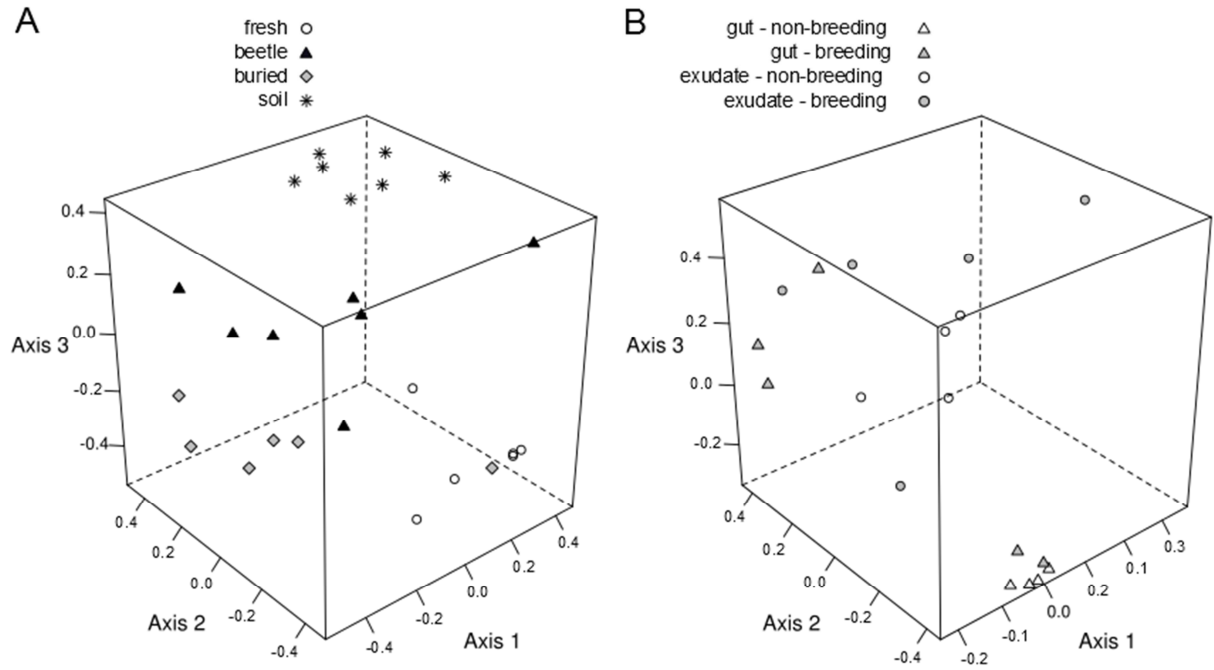 A
fresh
beetle
buried
soil
0.4
0.2
0.0
-0.2
-0.4
Axis 3
0.4
0.2
0.0
-0.2
-0.4
Axis 2
-0.4
-0.2
0.0
0.2
0.4
Axis 1
B
gut - non-breeding
gut - breeding
exudate - non-breeding
exudate - breeding
0.4
0.2
0.0
-0.2
Axis 3
0.4
0.2
0.0
-0.2
-0.4
Axis 2
-0.2
-0.1
0.0
0.1
0.2
0.3
Axis 1